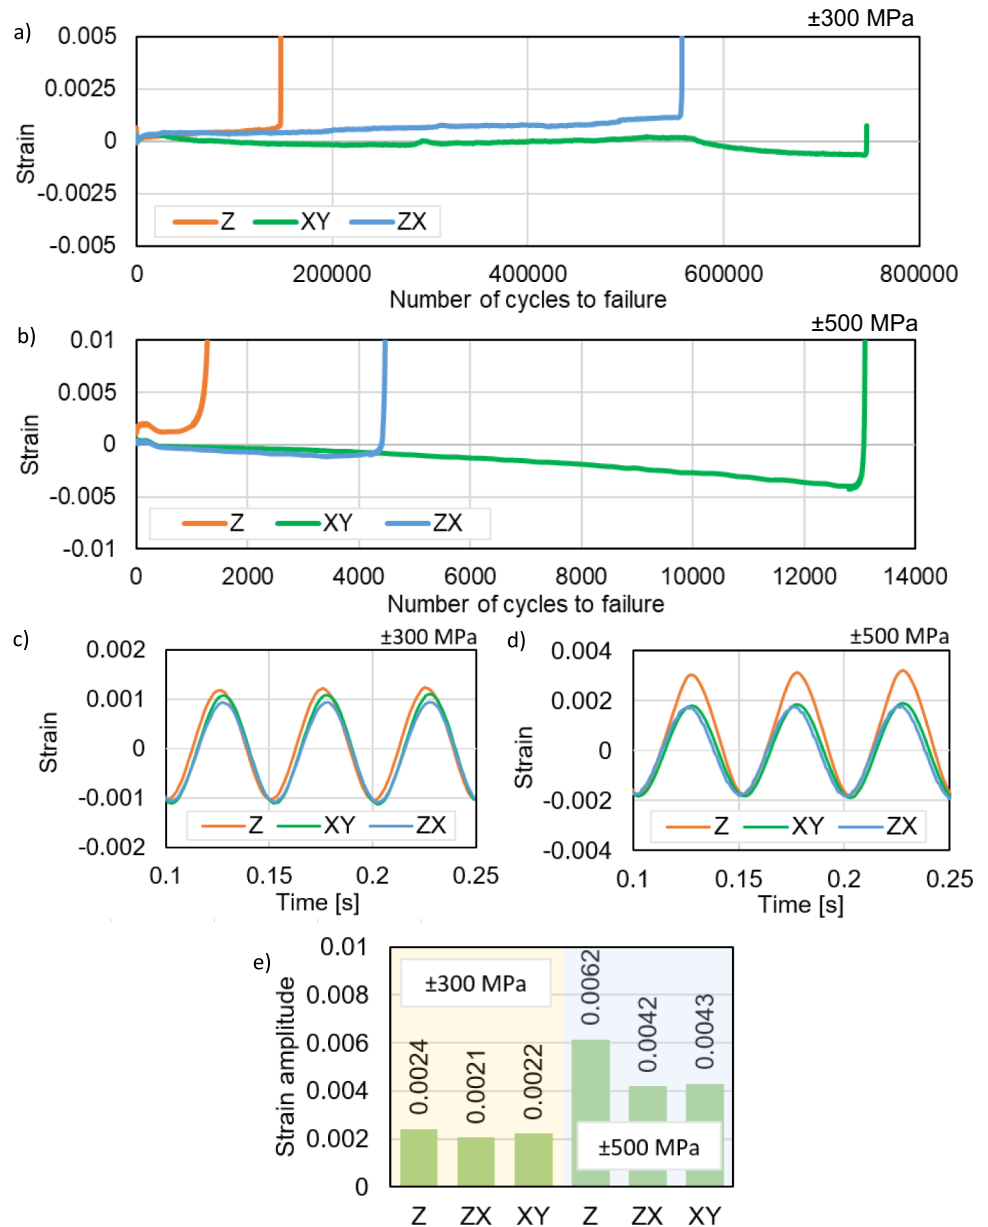 a)
±300 MPa
0.005
0.0025
0
-0.0025
-0.005
Strain
Z XY ZX
0 200000 400000 600000 800000
Number of cycles to failure
b)
±500 MPa
0.01
0.005
0
-0.005
-0.01
Strain
Z XY ZX
0 2000 4000 6000 8000 10000 12000 14000
Number of cycles to failure
c)
±300 MPa
0.002
0.001
0
-0.001
-0.002
Strain
Z XY ZX
0.1 0.15 0.2 0.25
Time [s]
d)
±500 MPa
0.004
0.002
0
-0.002
-0.004
Strain
Z XY ZX
0.1 0.15 0.2 0.25
Time [s]
e)
0.01
0.008
0.006
0.004
0.002
0
Strain amplitude
±300 MPa
0.0024
0.0021
0.0022
0.0062
0.0042
0.0043
±500 MPa
Z ZX XY Z ZX XY